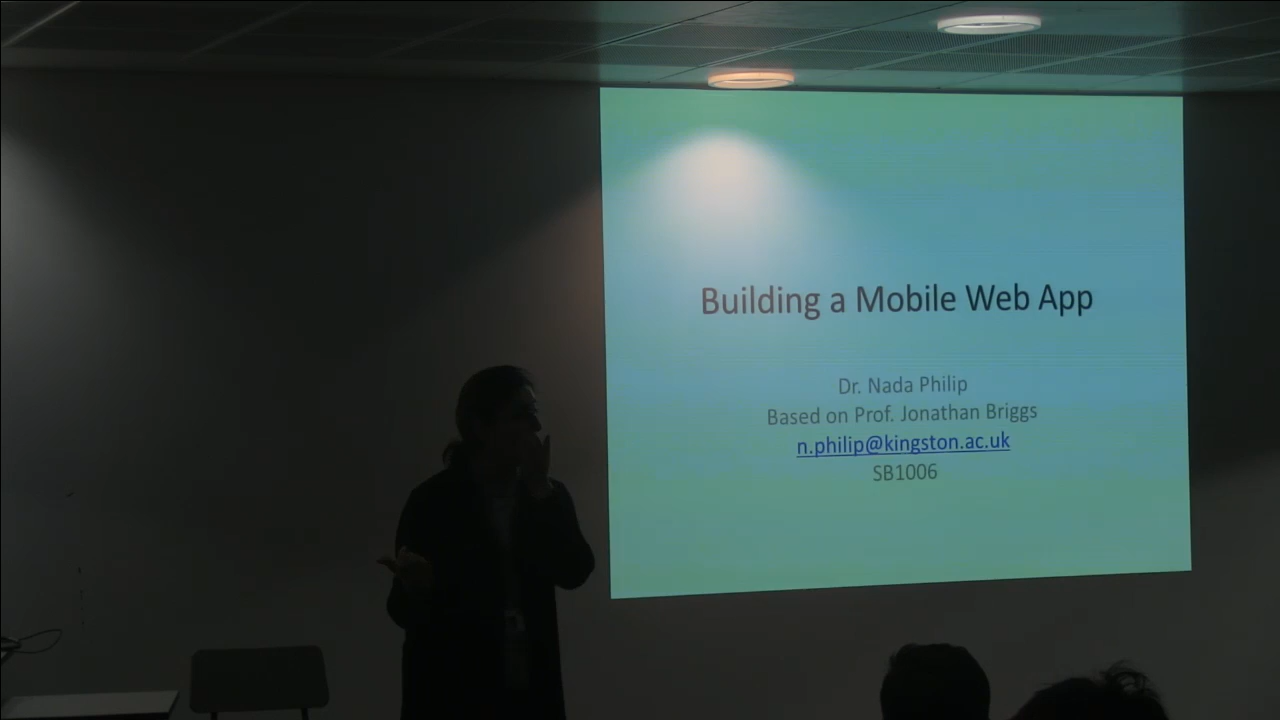 Building a Mobile Web App
Dr. Nada Philip
Based on Prof. Jonathan Briggs
n.philip@kingston.ac.uk
SB1006